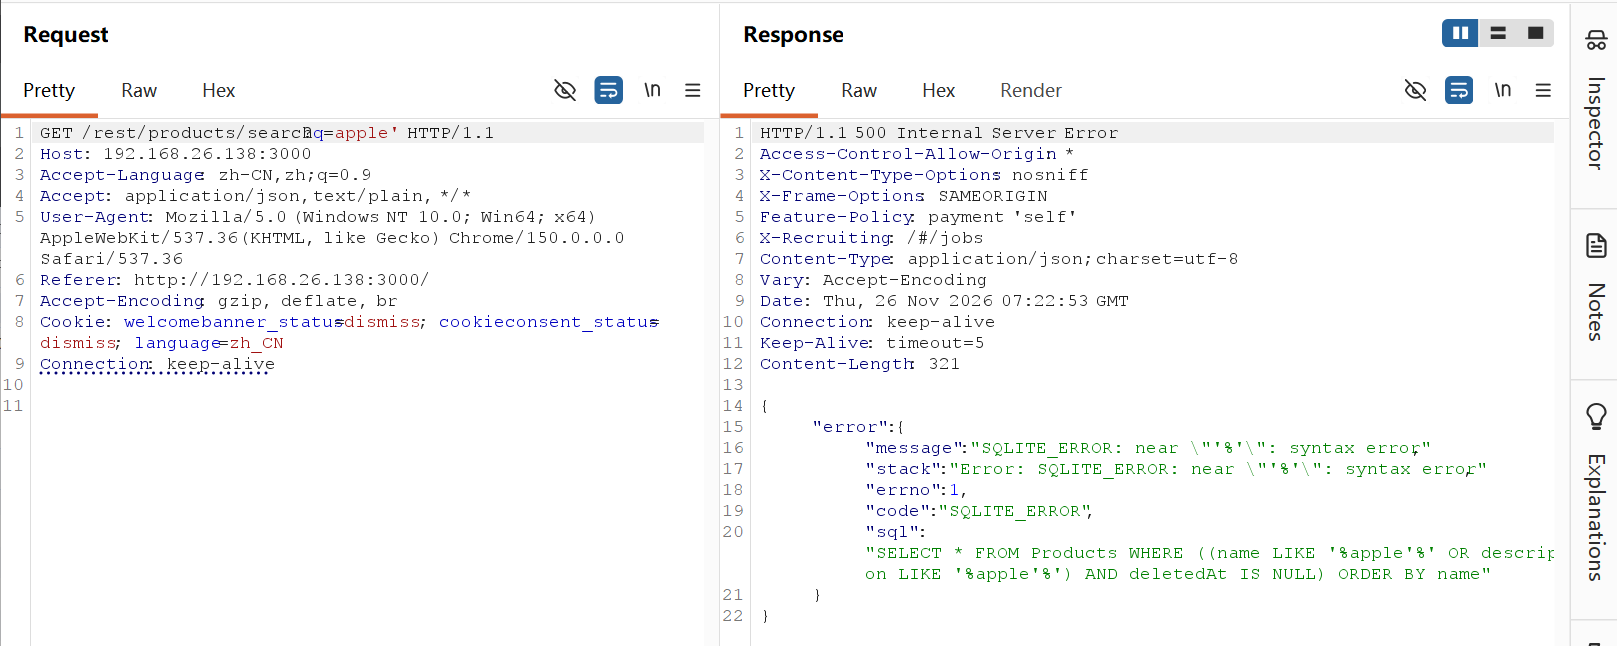 Request
Pretty Raw Hex \n
1 GET /rest/products/search?q=apple' HTTP/1.1
2 Host: 192.168.26.138:3000
3 Accept-Language: zh-CN,zh;q=0.9
4 Accept: application/json,text/plain,*/*
5 User-Agent: Mozilla/5.0 (Windows NT 10.0; Win64; x64)
AppleWebKit/537.36(KHTML, like Gecko) Chrome/150.0.0.0
Safari/537.36
6 Referer: http://192.168.26.138:3000/
7 Accept-Encoding: gzip, deflate, br
8 Cookie: welcomebanner_status=dismiss; cookieconsent_status=
dismiss; language=zh_CN
9 Connection: keep-alive
10
11
Response
Pretty Raw Hex Render \n
1 HTTP/1.1 500 Internal Server Error
2 Access-Control-Allow-Origin *
3 X-Content-Type-Options: nosniff
4 X-Frame-Options: SAMEORIGIN
5 Feature-Policy: payment 'self'
6 X-Recruiting: /#/jobs
7 Content-Type: application/json;charset=utf-8
8 Vary: Accept-Encoding
9 Date: Thu, 26 Nov 2026 07:22:53 GMT
10 Connection: keep-alive
11 Keep-Alive: timeout=5
12 Content-Length: 321
13
14 {
15 "error":{
16 "message":"SQLITE_ERROR: near \"'%'\": syntax error",
17 "stack":"Error: SQLITE_ERROR: near \"'%'\": syntax error",
18 "errno":1,
19 "code":"SQLITE_ERROR",
20 "sql":
"SELECT * FROM Products WHERE ((name LIKE '%apple'%' OR descrip
on LIKE '%apple'%') AND deletedAt IS NULL) ORDER BY name"
21 }
22 }
Inspector
Notes
Explanations